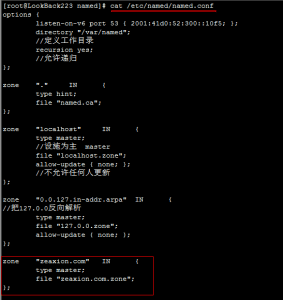 [root@LookBack223 named]# cat /etc/named/named.conf
options {
listen-on-v6 port 53 { 2001:41d0:52:300::10f5; };
directory "/var/named";
//定义工作目录
recursion yes;
//允许递归
};
zone "." IN {
type hint;
file "named.ca";
};
zone "localhost" IN {
type master;
//设施为主 master
file "localhost.zone";
allow-update { none; };
//不允许任何人更新
};
zone "0.0.127.in-addr.arpa" IN {
//把127.0.0反向解析
type master;
file "127.0.0.zone";
allow-update { none; };
};
zone "zeaxion.com" IN {
type master;
file "zeaxion.com.zone";
};